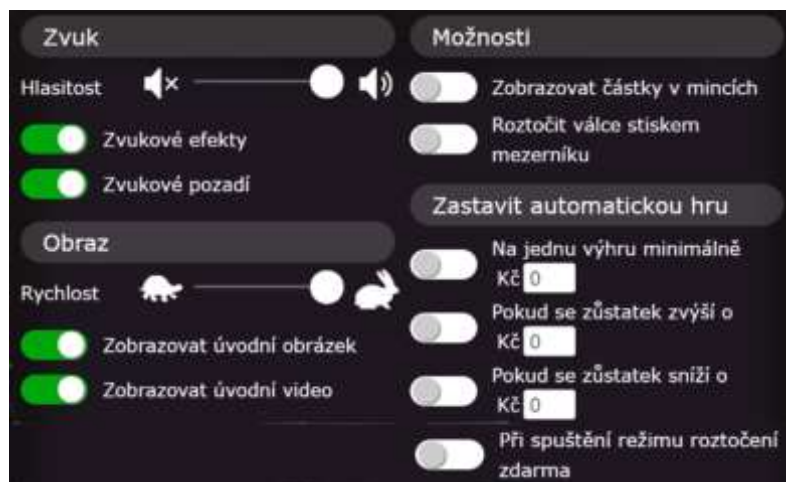 Zvuk
Hlasitost
Zvukové efekty
Zvukové pozadí
Obraz
Rychlost
Zobrazovat úvodní obrázek
Zobrazovat úvodní video
Možnosti
Zobrazovat částky v mincích
Roztočit válce stiskem
mezerníku
Zastavit automatickou hru
Na jednu výhru minimálně
Kč 0
Pokud se zůstatek zvýší o
Kč 0
Pokud se zůstatek sníží o
Kč 0
Při spuštění režimu roztočení
zdarma